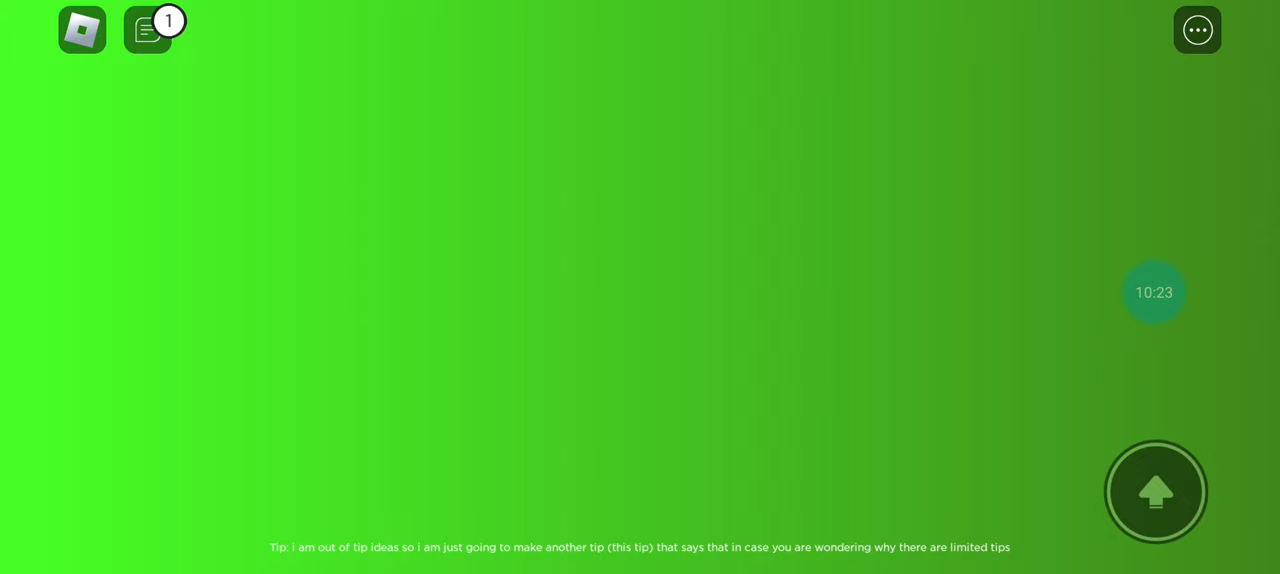 1
10:23
Tip: i am out of tip ideas so i am just going to make another tip (this tip) that says that in case you are wondering why there are limited tips